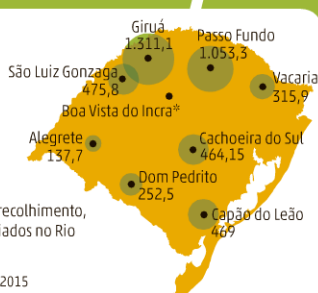 Giruá
1.311,1
Passo Fundo
1.053,3
São Luiz Gonzaga
475,8
Vacaria
315,9
Boa Vista do Incra*
Alegrete
137,7
Cachoeira do Sul
464,15
Dom Pedrito
252,5
Capão do Leão
469
recolhimento,
iados no Rio
2015